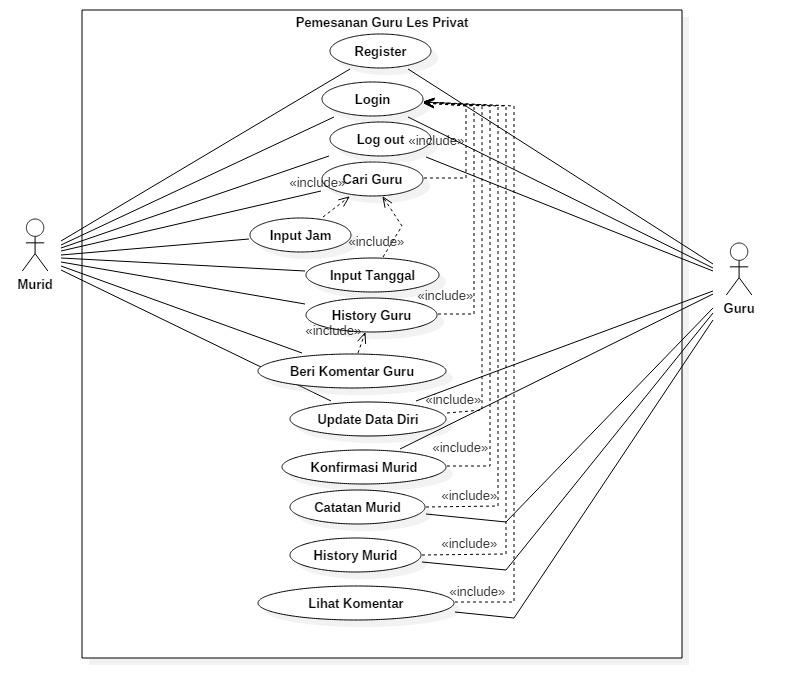 Pemesanan Guru Les Privat
Register
Login
Log out
«include»
«include»
Cari Guru
Input Jam
«include»
Murid
Input Tanggal
Guru
«include»
History Guru
«include»
Beri Komentar Guru
«include»
Update Data Diri
«include»
Konfirmasi Murid
«include»
Catatan Murid
«include»
History Murid
«include»
Lihat Komentar